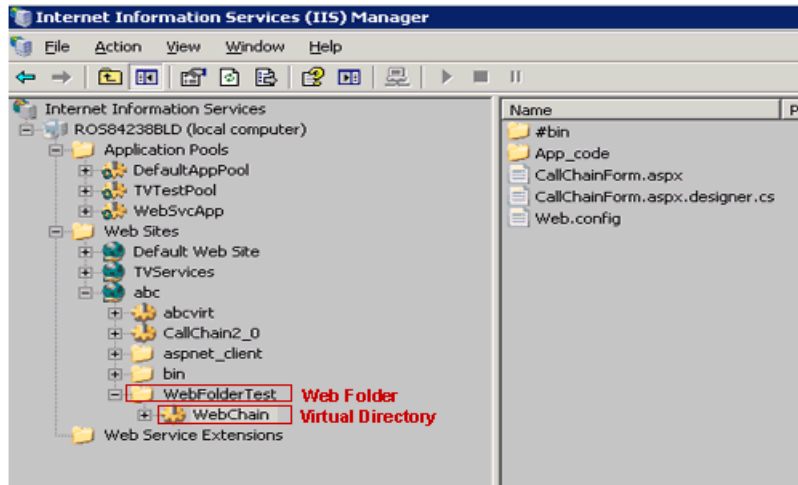 Internet Information Services (IIS) Manager
File Action View Window Help
Internet Information Services
ROS84238BLD (local computer)
Application Pools
DefaultAppPool
TVTestPool
WebSvcApp
Web Sites
Default Web Site
TVServices
abc
abcvirt
CallChain2_0
aspnet_client
bin
WebFolderTest Web Folder
WebChain Virtual Directory
Web Service Extensions
Name P
#bin
App_code
CallChainForm.aspx
CallChainForm.aspx.designer.cs
Web.config